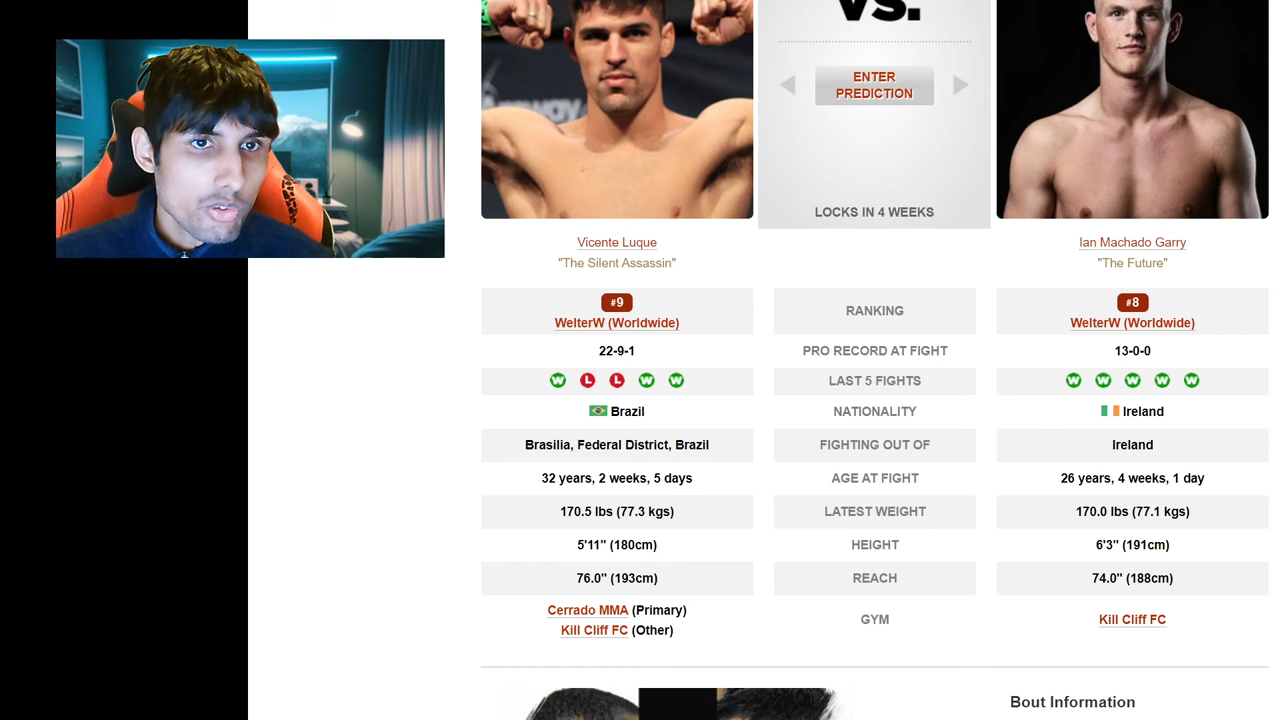 VS.
ENTER
PREDICTION
LOCKS IN 4 WEEKS
Vicente Luque
"The Silent Assassin"
Ian Machado Garry
"The Future"
#9
WelterW (Worldwide)
RANKING
#8
WelterW (Worldwide)
22-9-1
PRO RECORD AT FIGHT
13-0-0
W L L W W
LAST 5 FIGHTS
W W W W W
Brazil
NATIONALITY
Ireland
Brasilia, Federal District, Brazil
FIGHTING OUT OF
Ireland
32 years, 2 weeks, 5 days
AGE AT FIGHT
26 years, 4 weeks, 1 day
170.5 lbs (77.3 kgs)
LATEST WEIGHT
170.0 lbs (77.1 kgs)
5'11" (180cm)
HEIGHT
6'3" (191cm)
76.0" (193cm)
REACH
74.0" (188cm)
Cerrado MMA (Primary)
Kill Cliff FC (Other)
GYM
Kill Cliff FC
Bout Information